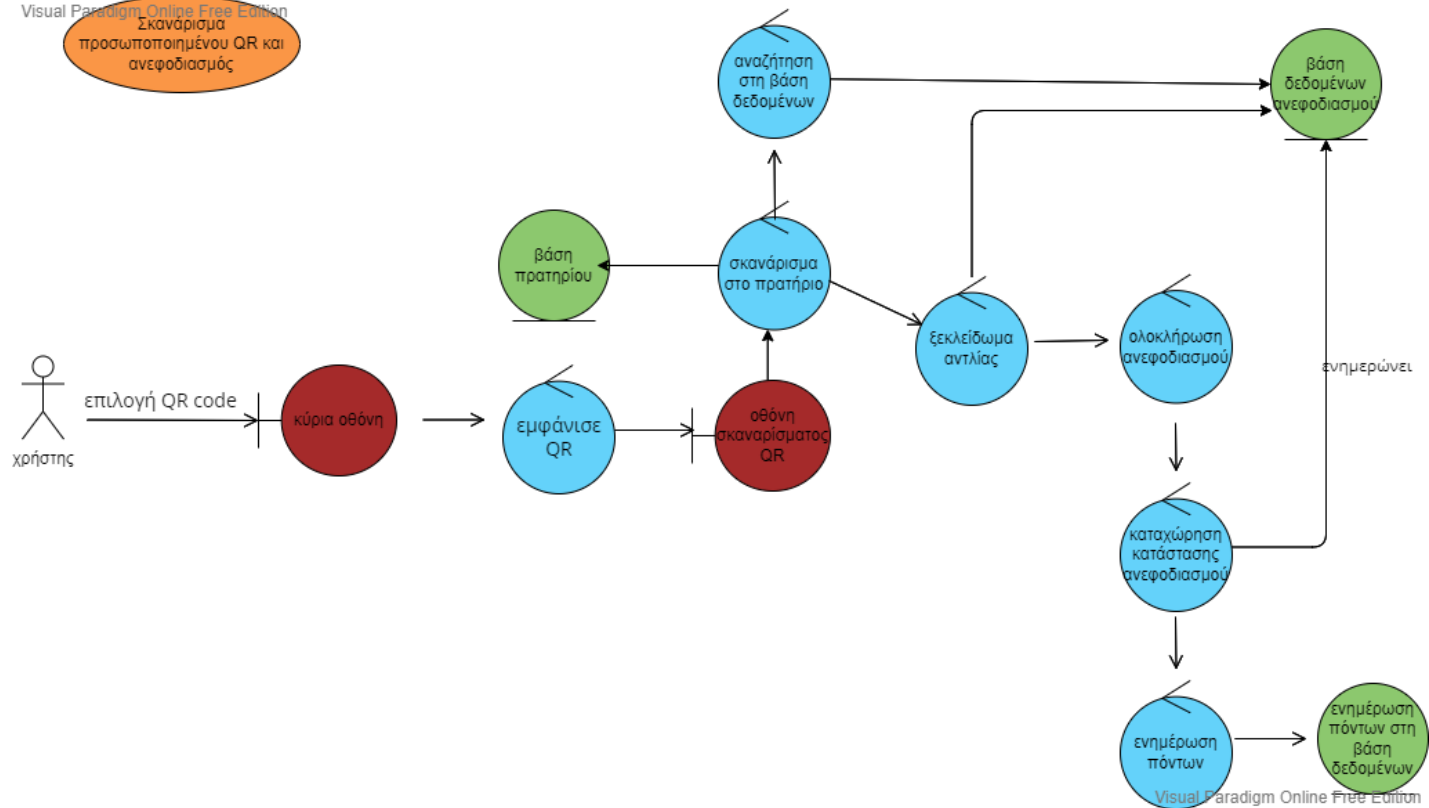 Visual Paradigm Online Free Edition
Σκανάρισμα
προσωποποιημένου QR και
ανεφοδιασμός
αναζήτηση
στη βάση
δεδομένων
βάση
δεδομένων
ανεφοδιασμού
βάση
πρατηρίου
σκανάρισμα
στο πρατήριο
ξεκλείδωμα
αντλίας
ολοκλήρωση
ανεφοδιασμού
ενημερώνει
χρήστης
επιλογή QR code
κύρια οθόνη
εμφάνισε
QR
οθόνη
σκαναρίσματος
QR
καταχώρηση
κατάστασης
ανεφοδιασμού
ενημέρωση
πόντων
ενημέρωση
πόντων στη
βάση
δεδομένων
Visual Paradigm Online Free Edition